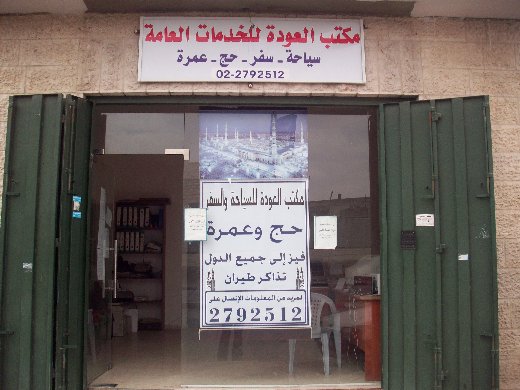 مكتب العودة للخدمات العامة
سياحة - سفر - حج - عمرة
02-2792512
مكتب العودة للسياحة والسفر
حج وعمرة
فيز إلى جميع الدول
تذاكر طيران
لمزيد من المعلومات الإتصال على
2792512